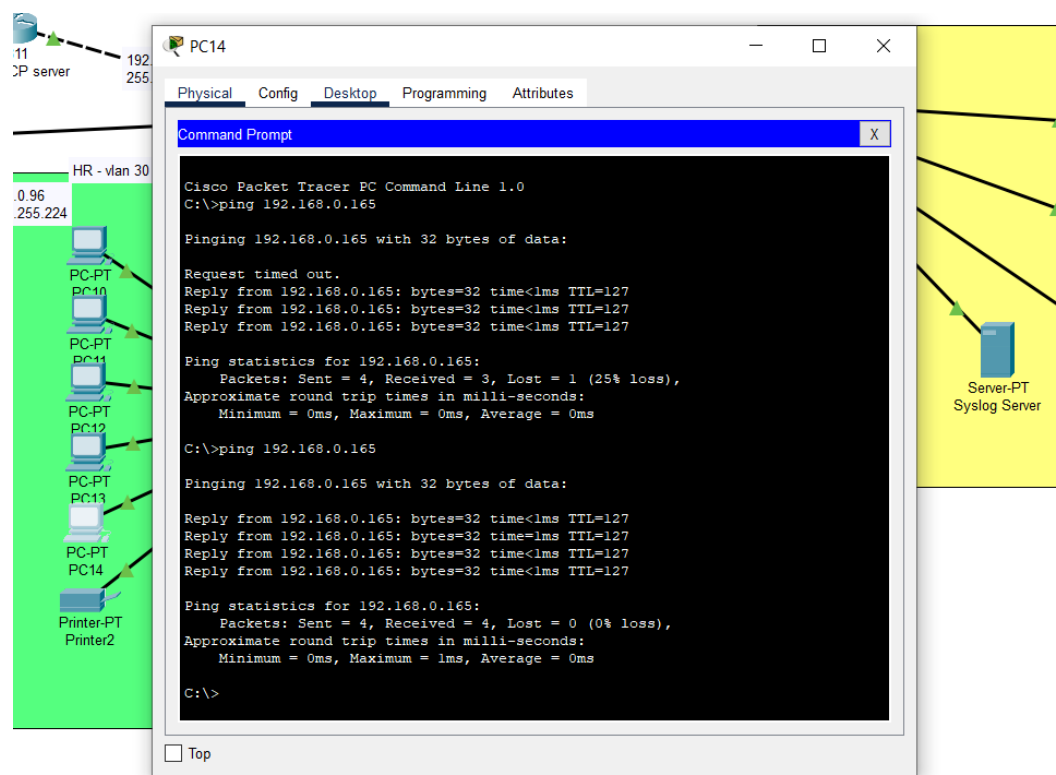 11
CP server
192.
255.
HR - vlan 30
.0.96
.255.224
PC-PT
PC10
PC-PT
PC11
PC-PT
PC12
PC-PT
PC13
PC-PT
PC14
Printer-PT
Printer2
PC14
Physical Config Desktop Programming Attributes
Command Prompt
X
Cisco Packet Tracer PC Command Line 1.0
C:\>ping 192.168.0.165
Pinging 192.168.0.165 with 32 bytes of data:
Request timed out.
Reply from 192.168.0.165: bytes=32 time<1ms TTL=127
Reply from 192.168.0.165: bytes=32 time<1ms TTL=127
Reply from 192.168.0.165: bytes=32 time<1ms TTL=127
Ping statistics for 192.168.0.165:
Packets: Sent = 4, Received = 3, Lost = 1 (25% loss),
Approximate round trip times in milli-seconds:
Minimum = 0ms, Maximum = 0ms, Average = 0ms
C:\>ping 192.168.0.165
Pinging 192.168.0.165 with 32 bytes of data:
Reply from 192.168.0.165: bytes=32 time<1ms TTL=127
Reply from 192.168.0.165: bytes=32 time=1ms TTL=127
Reply from 192.168.0.165: bytes=32 time<1ms TTL=127
Reply from 192.168.0.165: bytes=32 time<1ms TTL=127
Ping statistics for 192.168.0.165:
Packets: Sent = 4, Received = 4, Lost = 0 (0% loss),
Approximate round trip times in milli-seconds:
Minimum = 0ms, Maximum = 1ms, Average = 0ms
C:\>
Top
Server-PT
Syslog Server